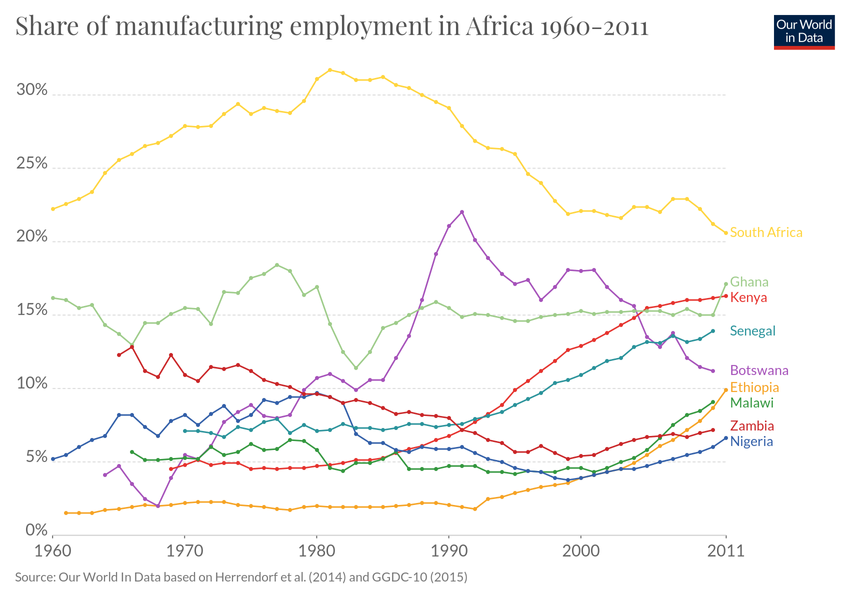 Share of manufacturing employment in Africa 1960-2011
Our World
in Data
30%
25%
20%
15%
10%
5%
0%
South Africa
Ghana
Kenya
Senegal
Botswana
Ethiopia
Malawi
Zambia
Nigeria
1960 1970 1980 1990 2000 2011
Source: Our World In Data based on Herrendorf et al. (2014) and GGDC-10 (2015)